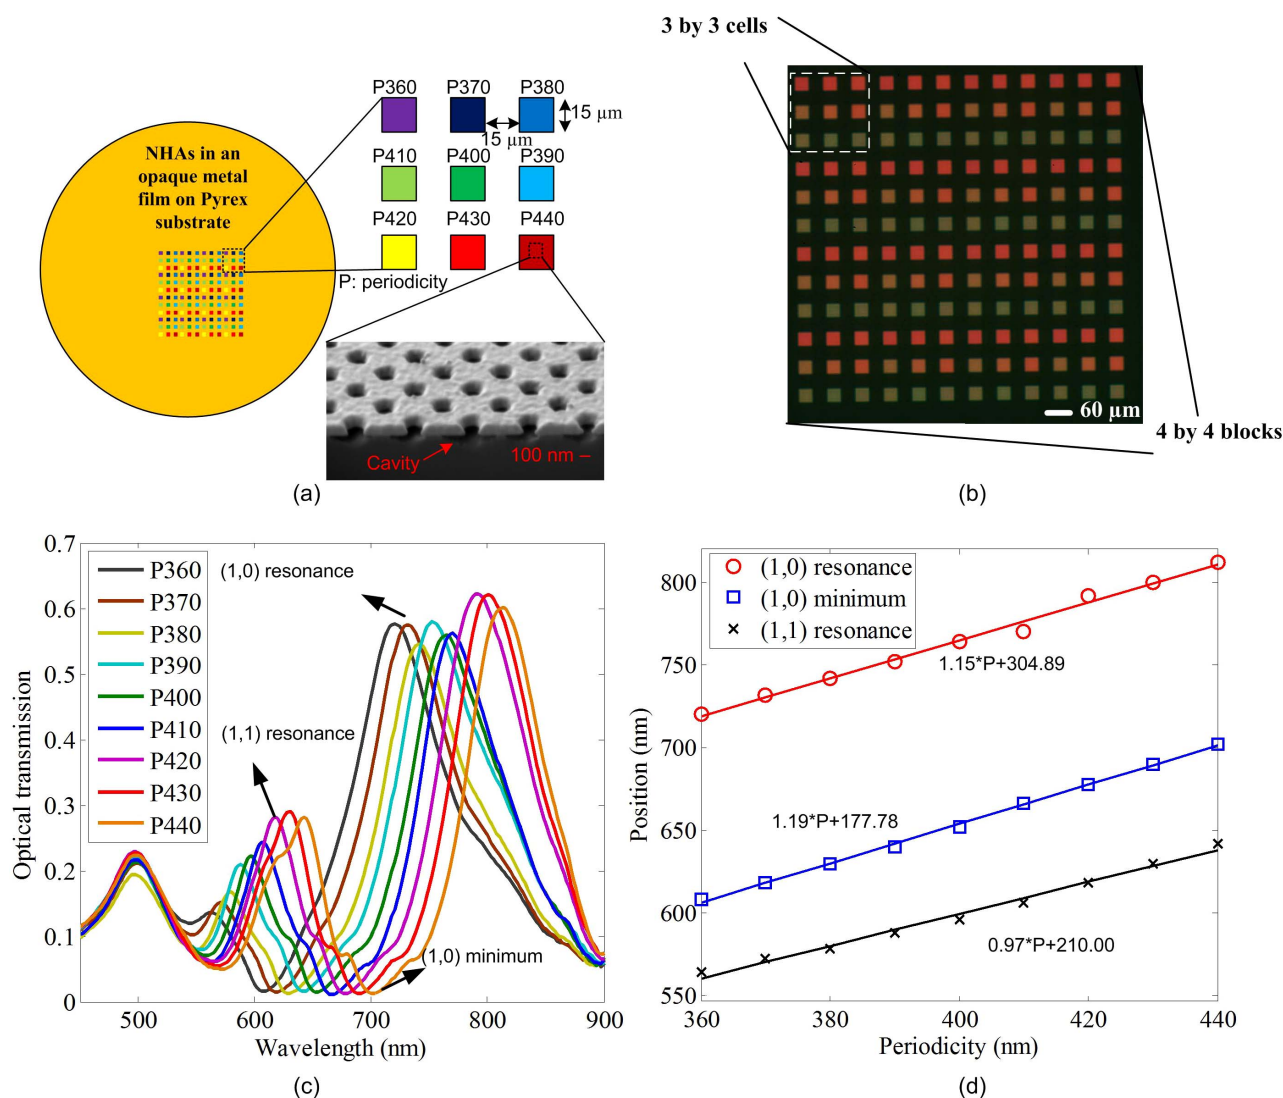 NHAs in an
opaque metal
film on Pyrex
substrate
P360 P370 P380
15 µm
15 µm
P410 P400 P390
P420 P430 P440
P: periodicity
Cavity
100 nm
(a)
3 by 3 cells
60 µm
4 by 4 blocks
(b)
0.7
0.6
0.5
0.4
0.3
0.2
0.1
0
Optical transmission
P360
P370
P380
P390
P400
P410
P420
P430
P440
(1,0) resonance
(1,1) resonance
(1,0) minimum
500 600 700 800 900
Wavelength (nm)
(c)
800
750
700
650
600
550
Position (nm)
(1,0) resonance
(1,0) minimum
(1,1) resonance
1.15*P+304.89
1.19*P+177.78
0.97*P+210.00
360 380 400 420 440
Periodicity (nm)
(d)